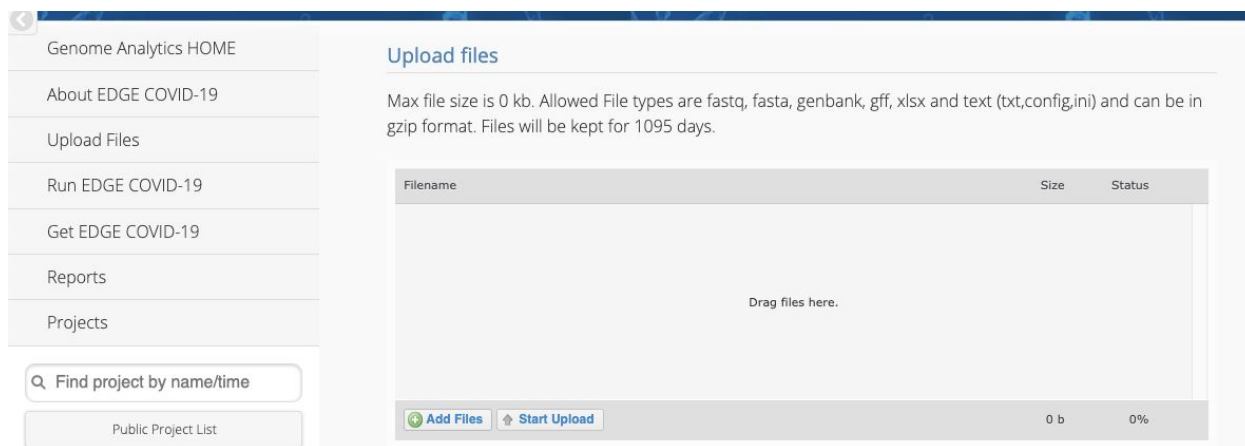 Genome Analytics HOME
About EDGE COVID-19
Upload Files
Run EDGE COVID-19
Get EDGE COVID-19
Reports
Projects
Find project by name/time
Public Project List
Upload files
Max file size is 0 kb. Allowed File types are fastq, fasta, genbank, gff, xlsx and text (txt,config,ini) and can be in
gzip format. Files will be kept for 1095 days.
Filename Size Status
Drag files here.
Add Files Start Upload 0 b 0%